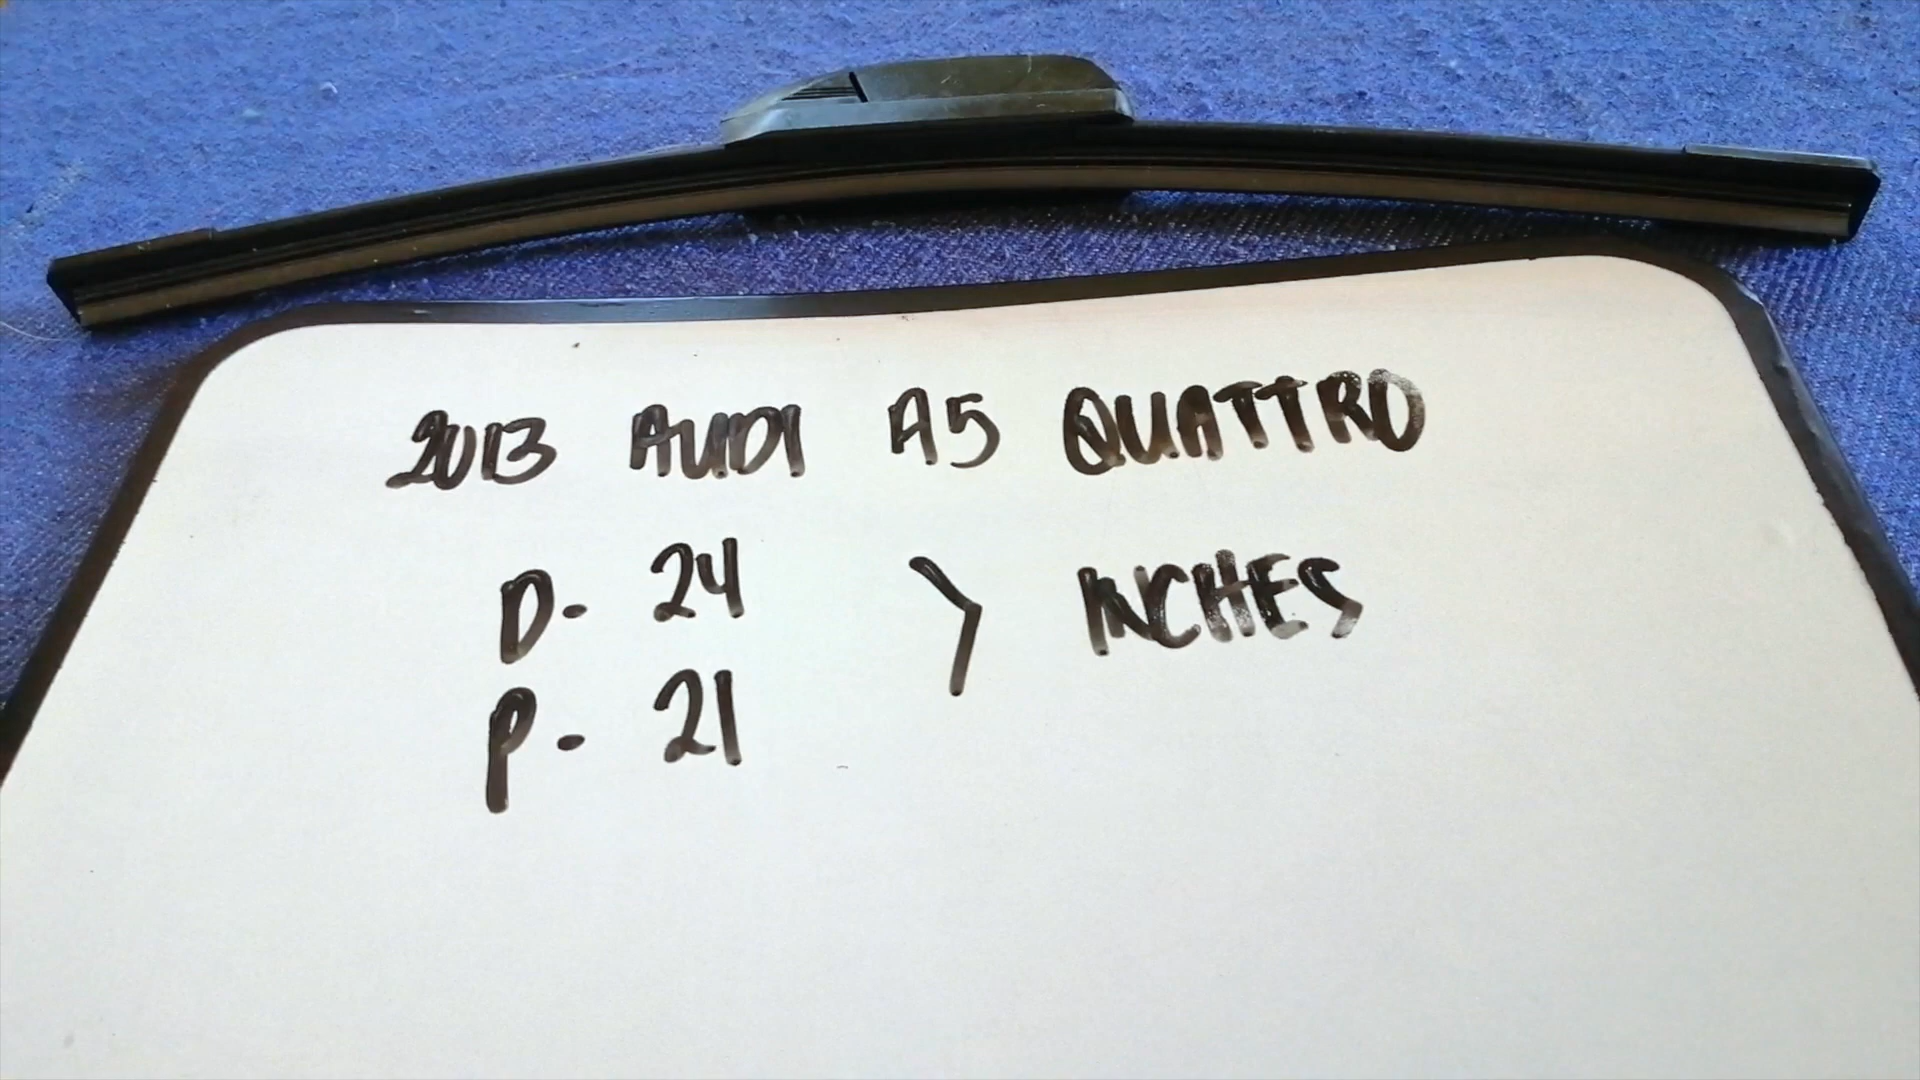 2013 AUDI A5 QUATTRO
D- 24 > INCHES
P- 21